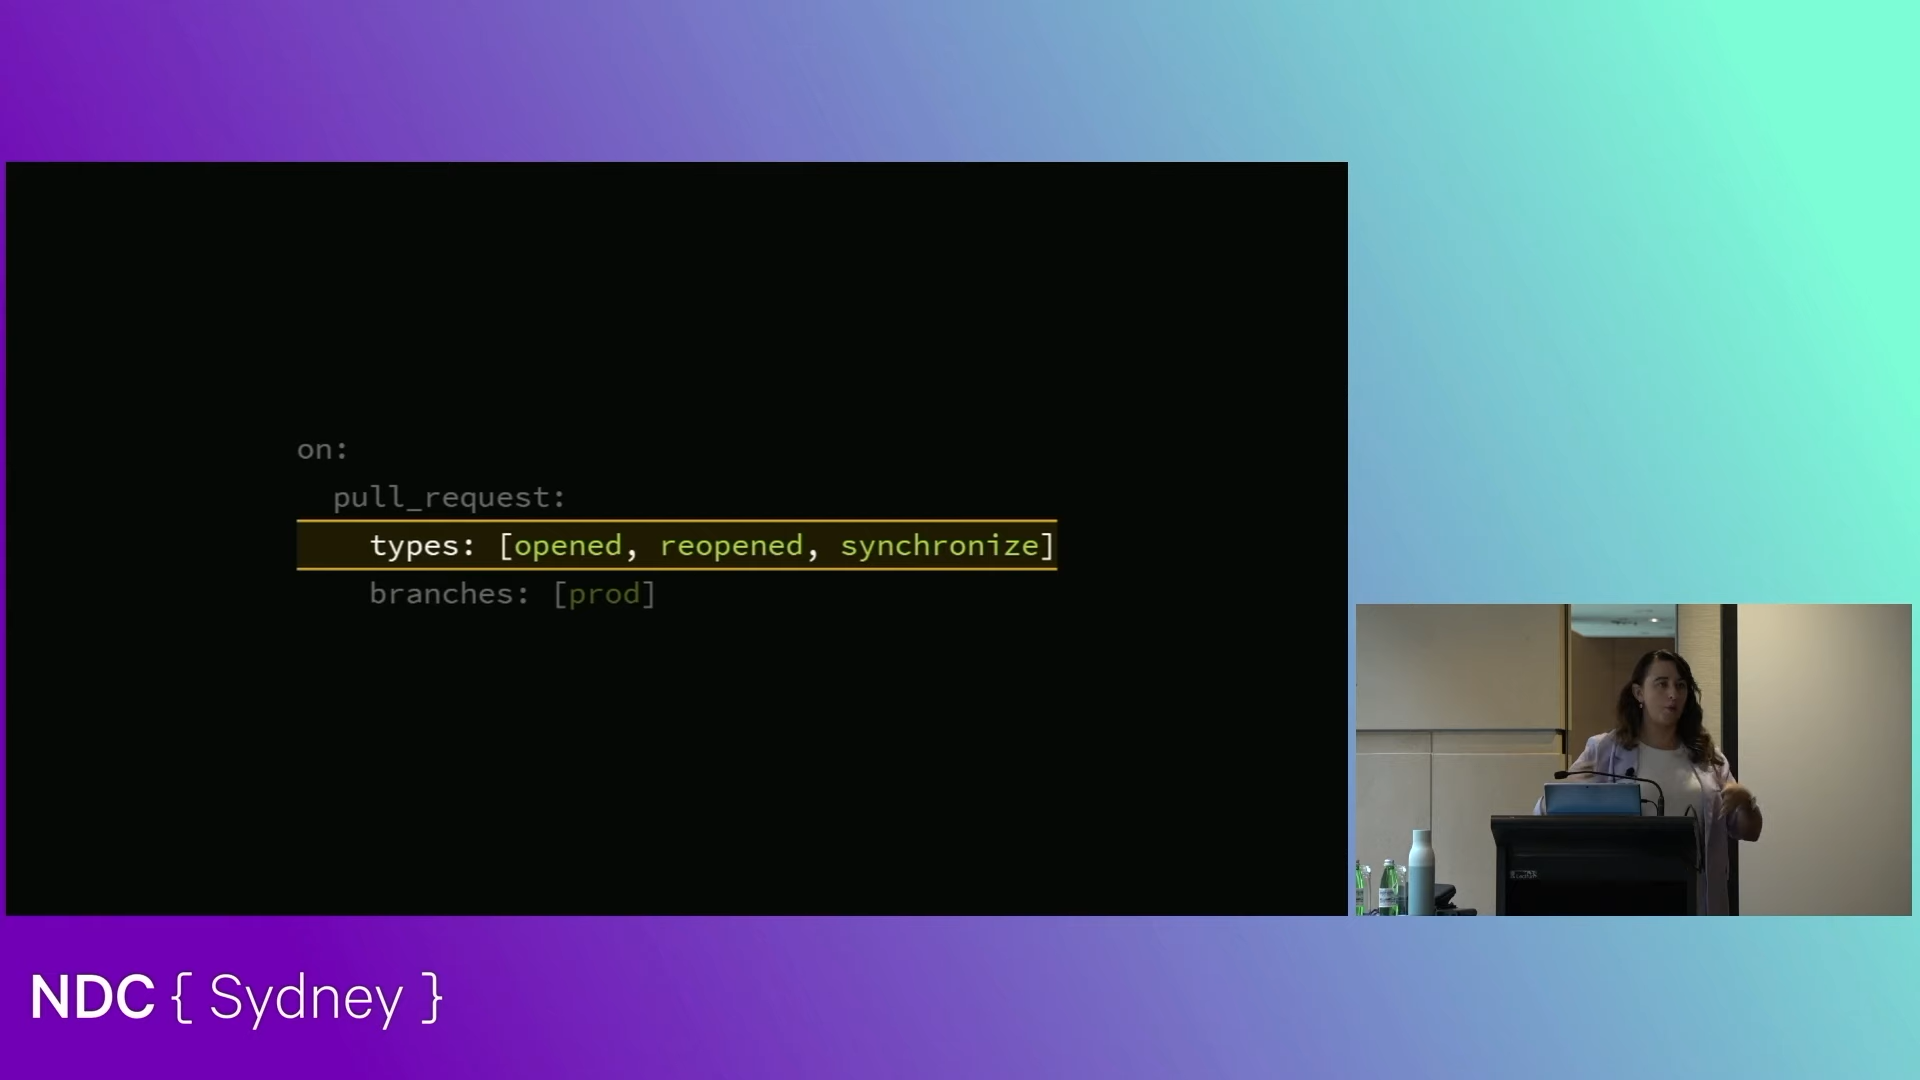 on:
pull_request:
types: [opened, reopened, synchronize]
branches: [prod]
NDC { Sydney }